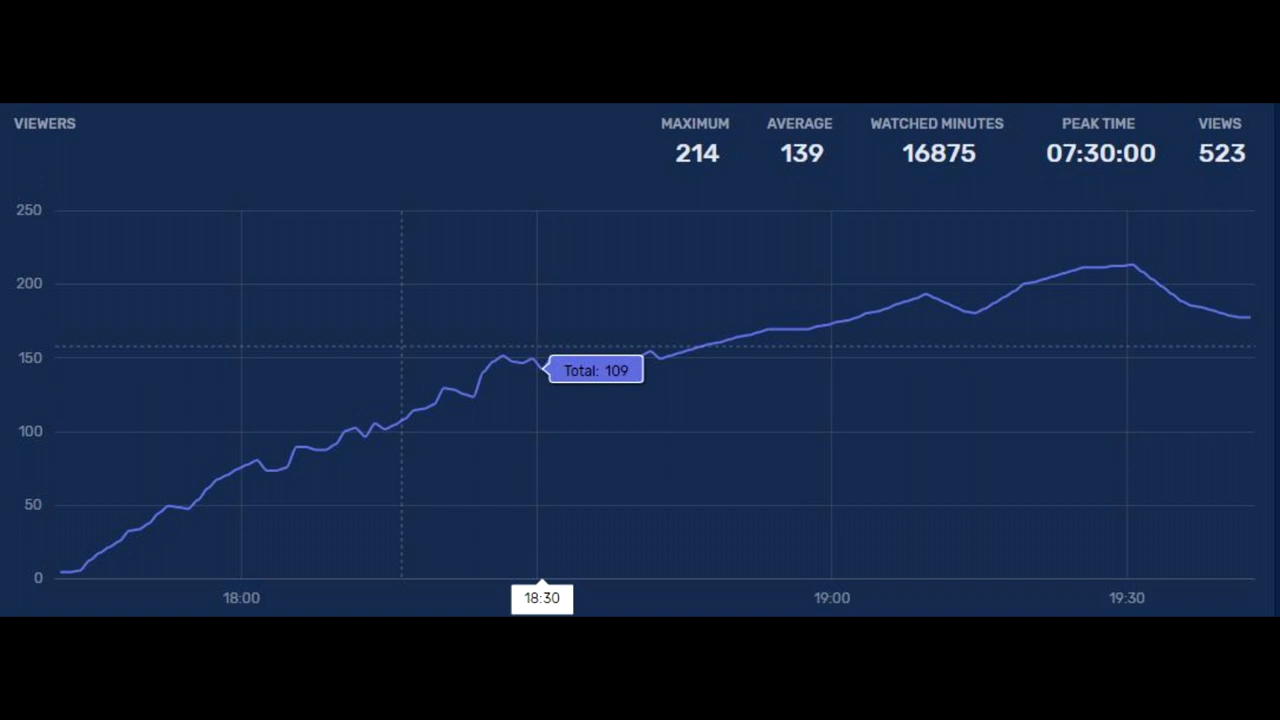 VIEWERS
MAXIMUM AVERAGE WATCHED MINUTES PEAK TIME VIEWS
214 139 16875 07:30:00 523
250
200
150
Total: 109
100
50
0
18:00 18:30 19:00 19:30